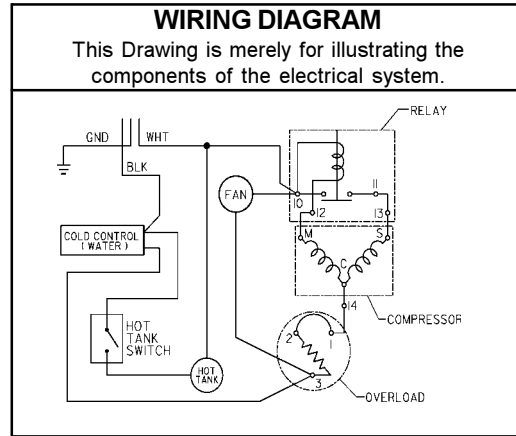 WIRING DIAGRAM
This Drawing is merely for illustrating the
components of the electrical system.
RELAY
GND
WHT
BLK
FAN
10
11
12
13
COLD CONTROL
(WATER)
M
S
C
14
COMPRESSOR
HOT
TANK
SWITCH
HOT
TANK
2
1
3
OVERLOAD